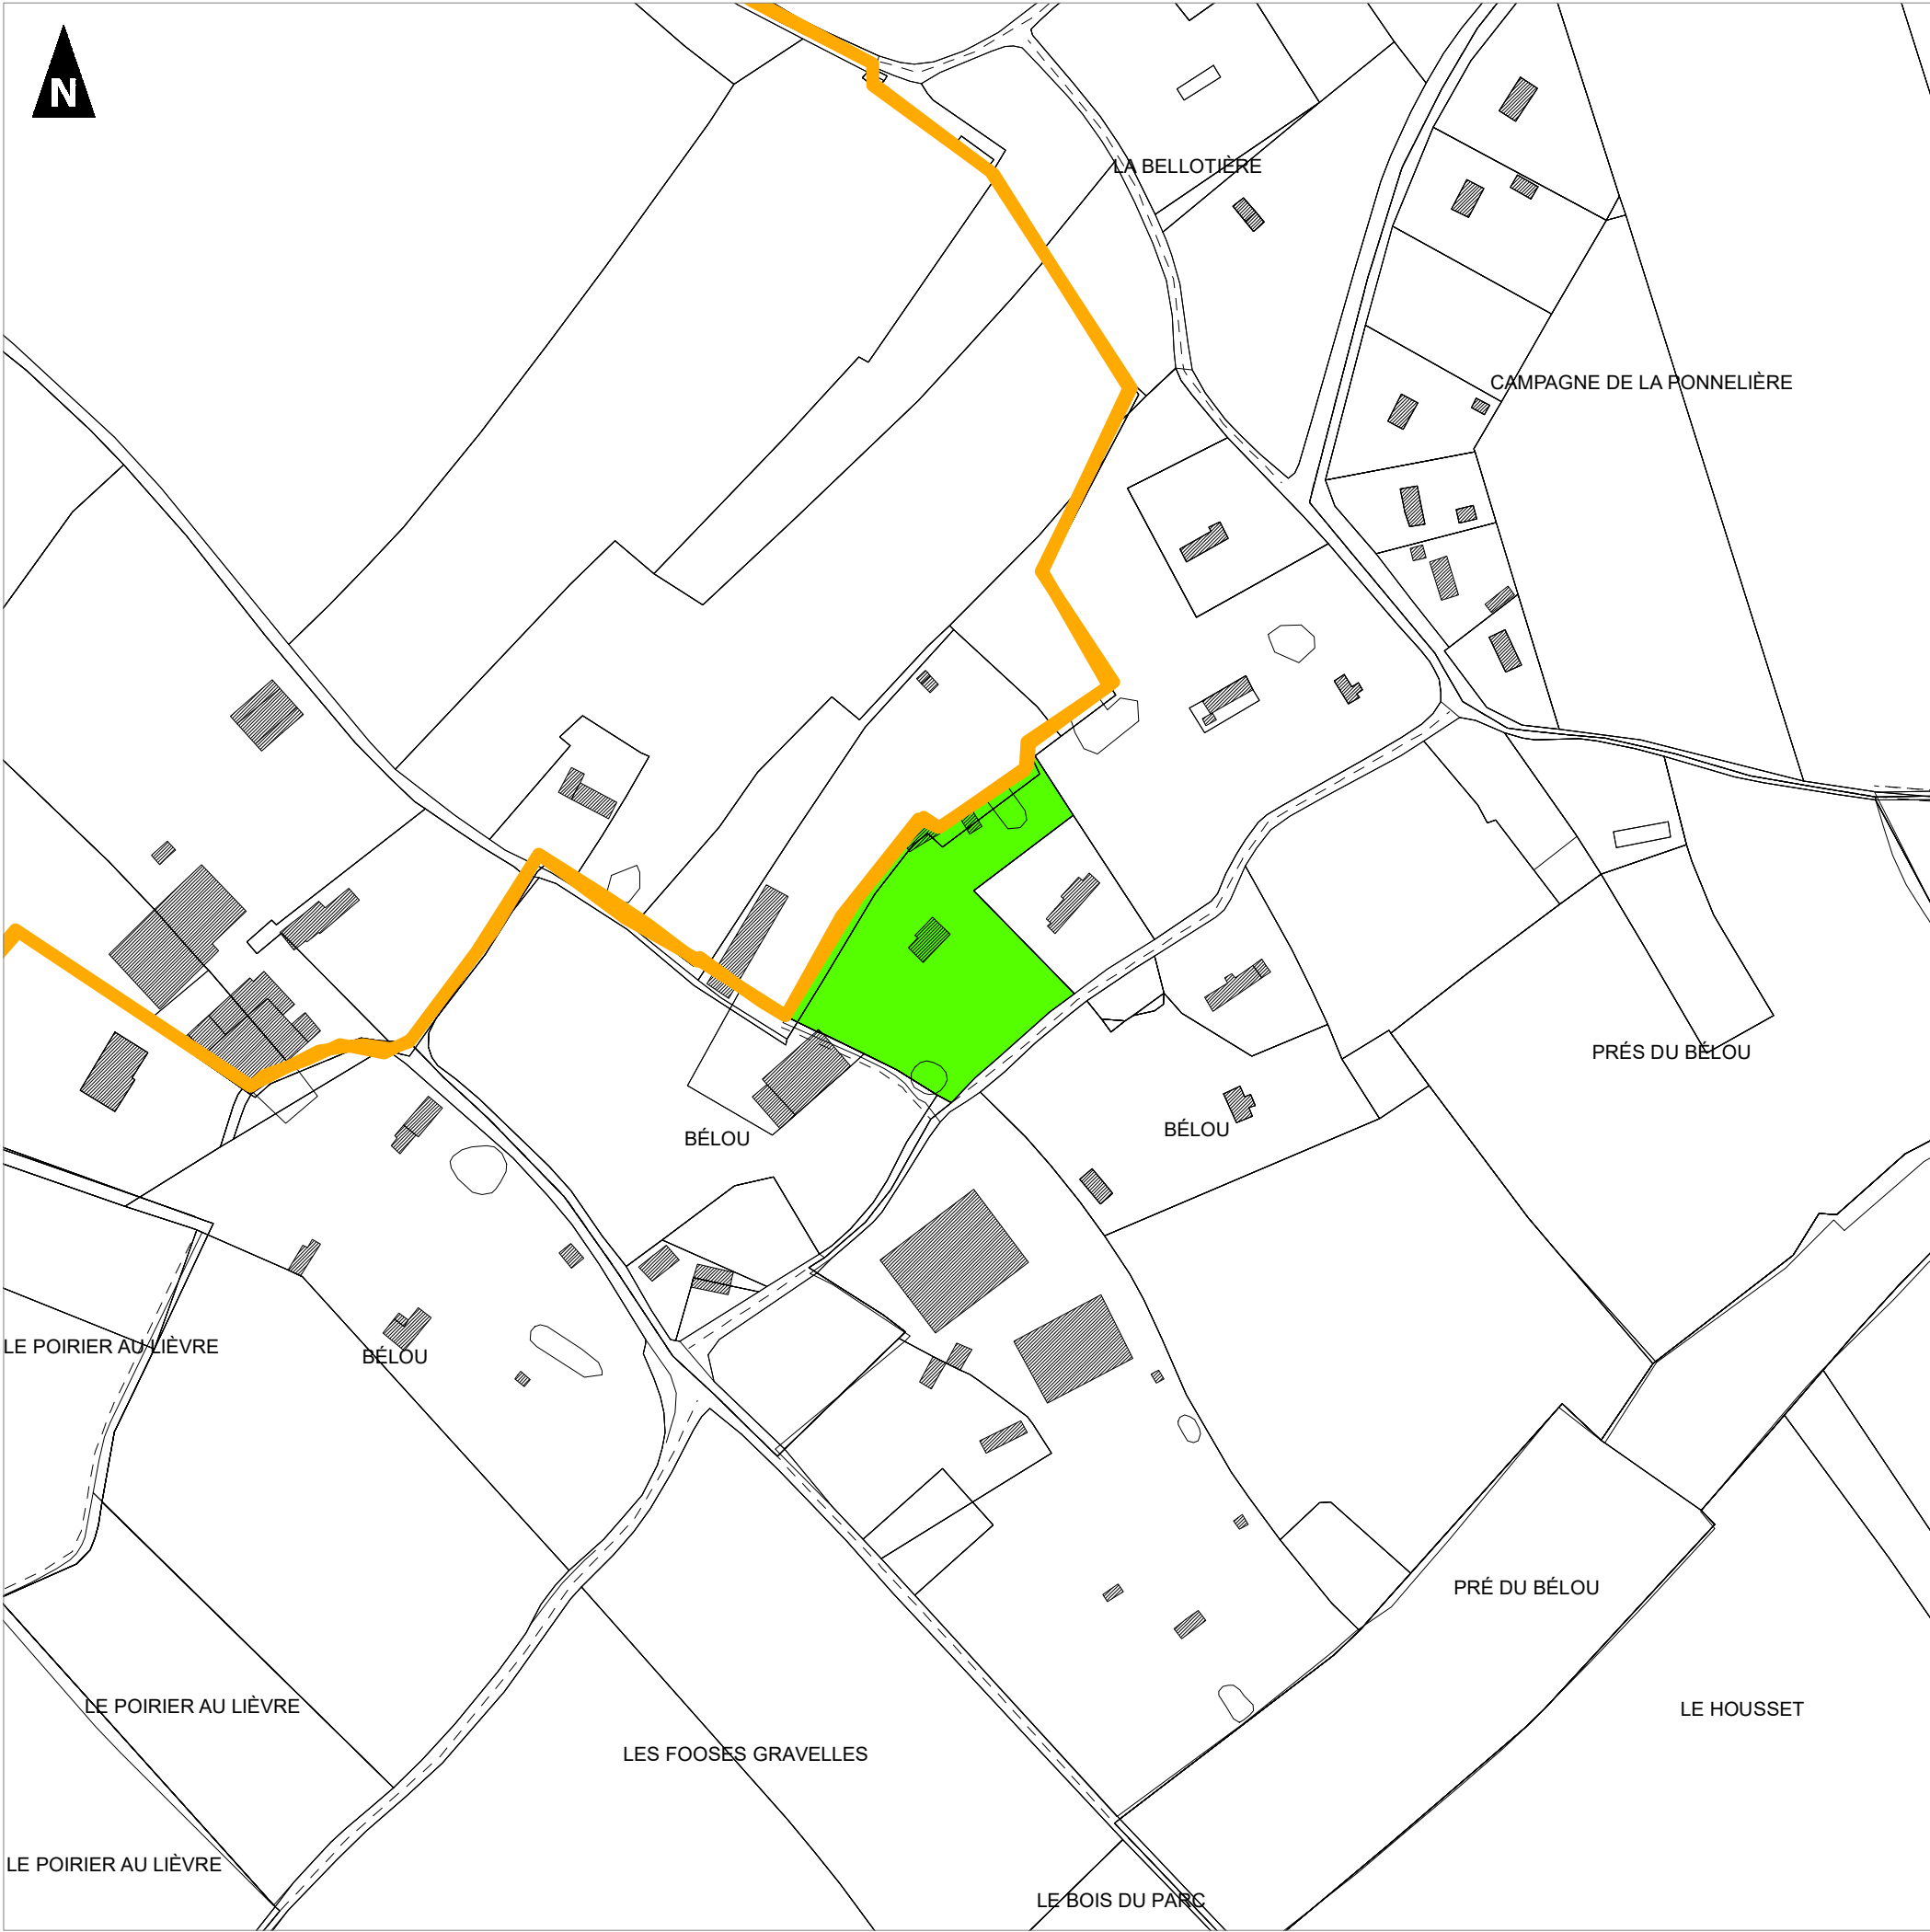 N
LA BELLOTIÈRE
CAMPAGNE DE LA PONNELIÈRE
PRÉS DU BÉLOU
BÉLOU
BÉLOU
LE POIRIER AU LIÈVRE
BÉLOU
PRÉ DU BÉLOU
LE POIRIER AU LIÈVRE
LE HOUSSET
LES FOOSES GRAVELLES
LE POIRIER AU LIÈVRE
LE BOIS DU PARC